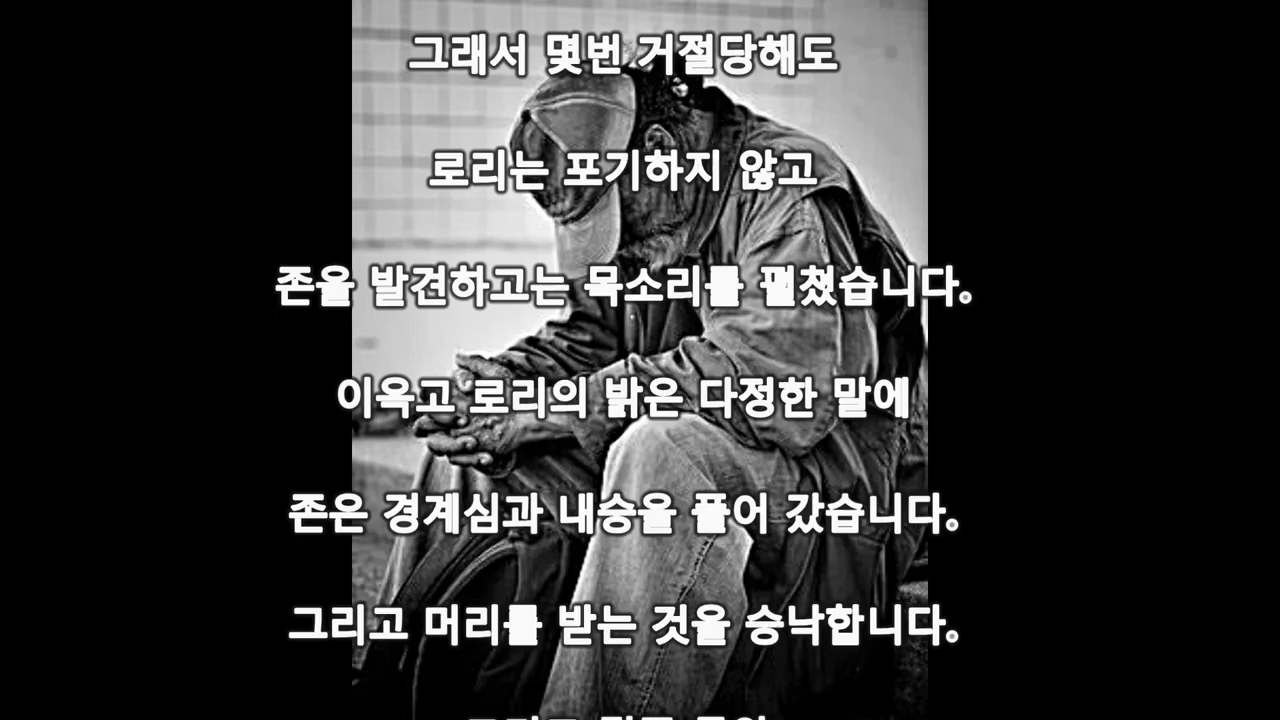 그래서 몇번 거절당해도
로리는 포기하지 않고
존을 발견하고는 목소리를 펼쳤습니다.
이윽고 로리의 밝은 다정한 말에
존은 경계심과 내숭을 풀어 갔습니다.
그리고 머리를 받는 것을 승낙합니다.